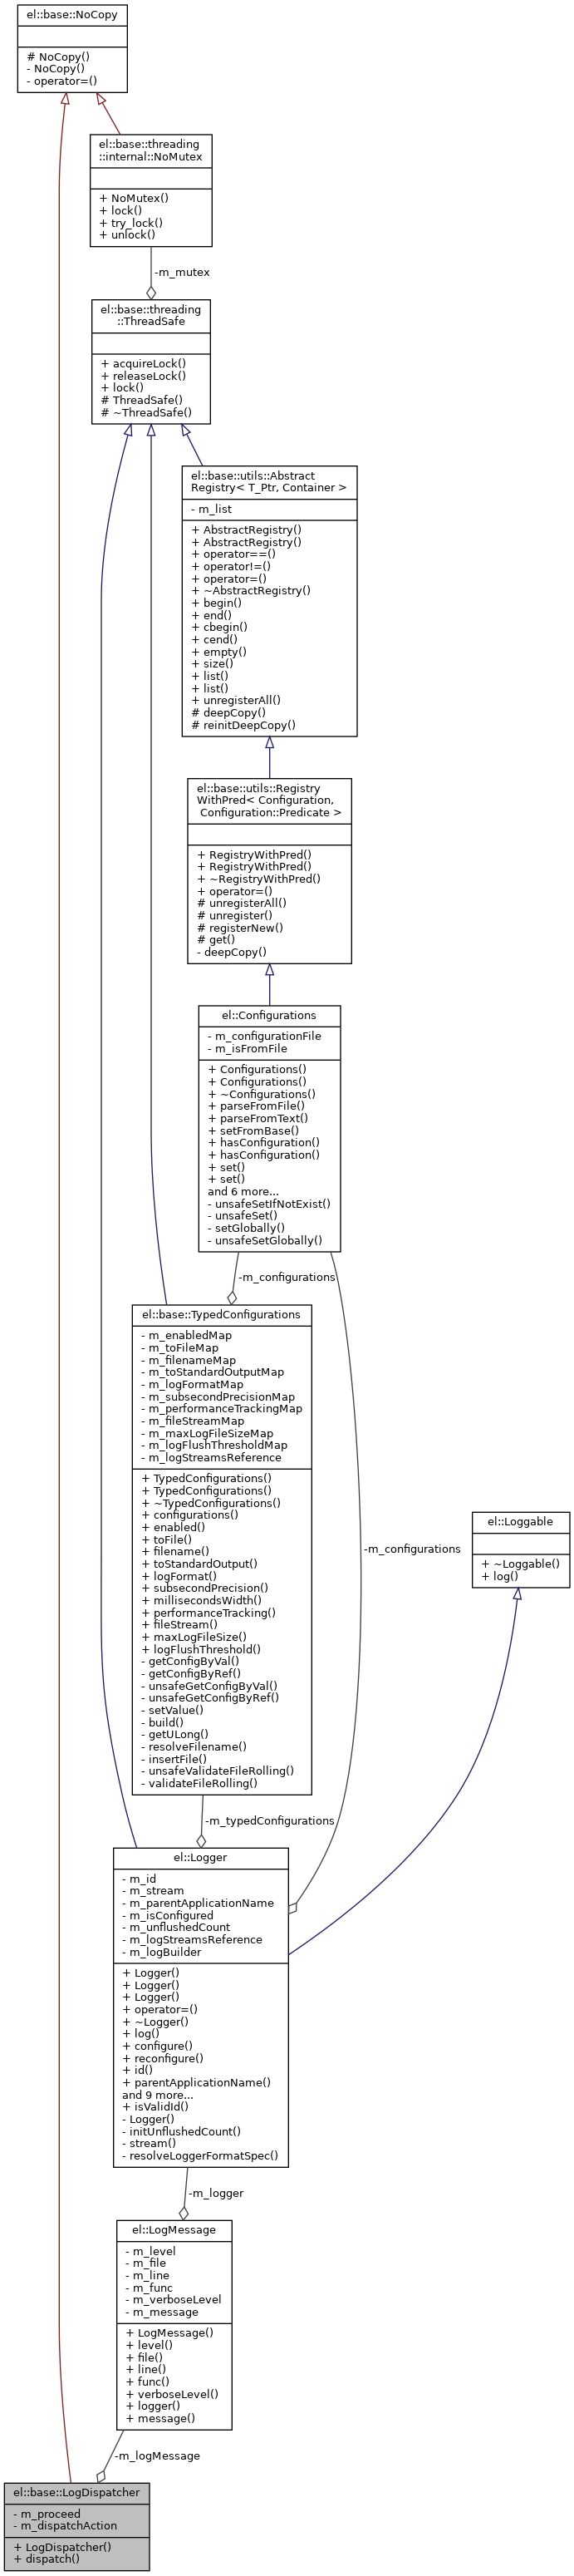 el::base::NoCopy
# NoCopy()
- NoCopy()
- operator=()
el::base::threading
::internal::NoMutex
+ NoMutex()
+ lock()
+ try_lock()
+ unlock()
-m_mutex
el::base::threading
::ThreadSafe
+ acquireLock()
+ releaseLock()
+ lock()
# ThreadSafe()
# ~ThreadSafe()
el::base::utils::Abstract
Registry< T_Ptr, Container >
- m_list
+ AbstractRegistry()
+ AbstractRegistry()
+ operator==()
+ operator!=()
+ operator=()
+ ~AbstractRegistry()
+ begin()
+ end()
+ cbegin()
+ cend()
+ empty()
+ size()
+ list()
+ list()
+ unregisterAll()
# deepCopy()
# reinitDeepCopy()
el::base::utils::Registry
WithPred< Configuration,
Configuration::Predicate >
+ RegistryWithPred()
+ RegistryWithPred()
+ ~RegistryWithPred()
+ operator=()
# unregisterAll()
# unregister()
# registerNew()
# get()
- deepCopy()
el::Configurations
- m_configurationFile
- m_isFromFile
+ Configurations()
+ Configurations()
+ ~Configurations()
+ parseFromFile()
+ parseFromText()
+ setFromBase()
+ hasConfiguration()
+ hasConfiguration()
+ set()
+ set()
and 6 more...
- unsafeSetIfNotExist()
- unsafeSet()
- setGlobally()
- unsafeSetGlobally()
-m_configurations
el::base::TypedConfigurations
- m_enabledMap
- m_toFileMap
- m_filenameMap
- m_toStandardOutputMap
- m_logFormatMap
- m_subsecondPrecisionMap
- m_performanceTrackingMap
- m_fileStreamMap
- m_maxLogFileSizeMap
- m_logFlushThresholdMap
- m_logStreamsReference
+ TypedConfigurations()
+ TypedConfigurations()
+ ~TypedConfigurations()
+ configurations()
+ enabled()
+ toFile()
+ filename()
+ toStandardOutput()
+ logFormat()
+ subsecondPrecision()
+ millisecondsWidth()
+ performanceTracking()
+ fileStream()
+ maxLogFileSize()
+ logFlushThreshold()
- getConfigByVal()
- getConfigByRef()
- unsafeGetConfigByVal()
- unsafeGetConfigByRef()
- setValue()
- build()
- getULong()
- resolveFilename()
- insertFile()
- unsafeValidateFileRolling()
- validateFileRolling()
-m_configurations
el::Loggable
+ ~Loggable()
+ log()
-m_typedConfigurations
el::Logger
- m_id
- m_stream
- m_parentApplicationName
- m_isConfigured
- m_unflushedCount
- m_logStreamsReference
- m_logBuilder
+ Logger()
+ Logger()
+ Logger()
+ operator=()
+ ~Logger()
+ log()
+ configure()
+ reconfigure()
+ id()
+ parentApplicationName()
and 9 more...
+ isValidId()
- Logger()
- initUnflushedCount()
- stream()
- resolveLoggerFormatSpec()
-m_logger
el::LogMessage
- m_level
- m_file
- m_line
- m_func
- m_verboseLevel
- m_message
+ LogMessage()
+ level()
+ file()
+ line()
+ func()
+ verboseLevel()
+ logger()
+ message()
-m_logMessage
el::base::LogDispatcher
- m_proceed
- m_dispatchAction
+ LogDispatcher()
+ dispatch()